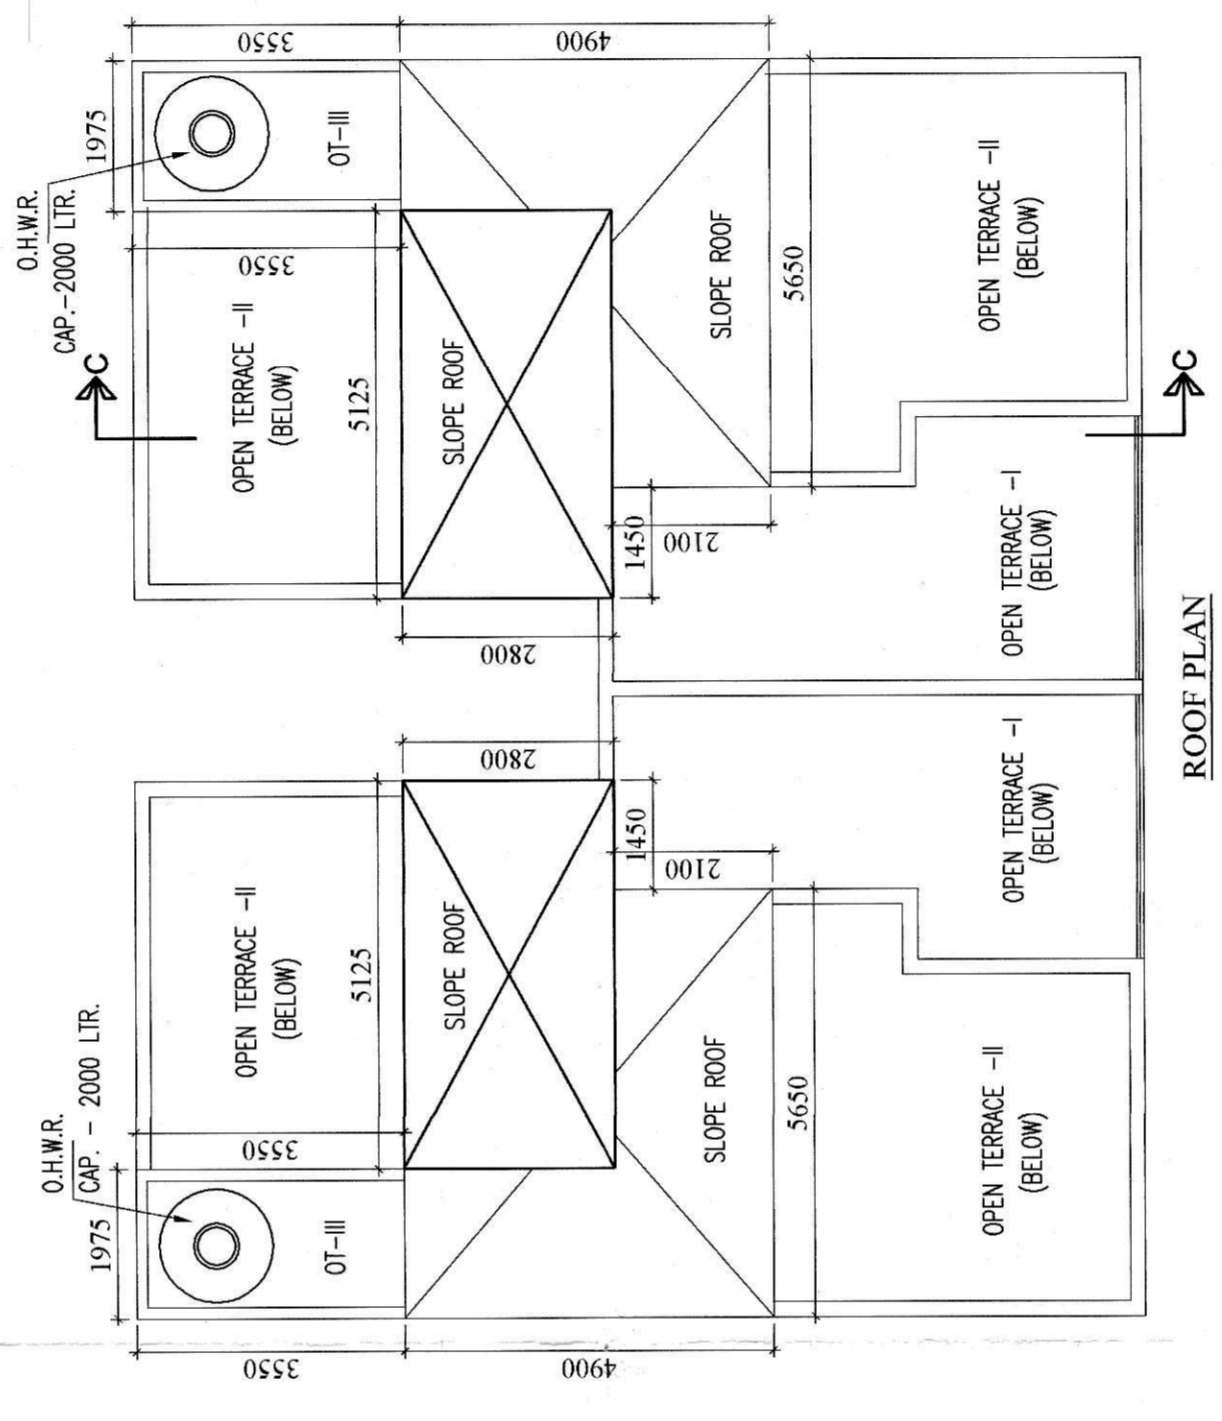 O.H.W.R.
CAP. - 2000 LTR.
O.H.W.R.
CAP.-2000 LTR.
C
1975
1975
3550
3550
OPEN TERRACE -II
(BELOW)
OPEN TERRACE -II
(BELOW)
3550
3550
OT-III
OT-III
5125
5125
SLOPE ROOF
SLOPE ROOF
2800
2800
4900
4900
1450
1450
2100
2100
SLOPE ROOF
SLOPE ROOF
5650
5650
OPEN TERRACE -II
(BELOW)
OPEN TERRACE -I
(BELOW)
OPEN TERRACE -I
(BELOW)
OPEN TERRACE -II
(BELOW)
C
ROOF PLAN